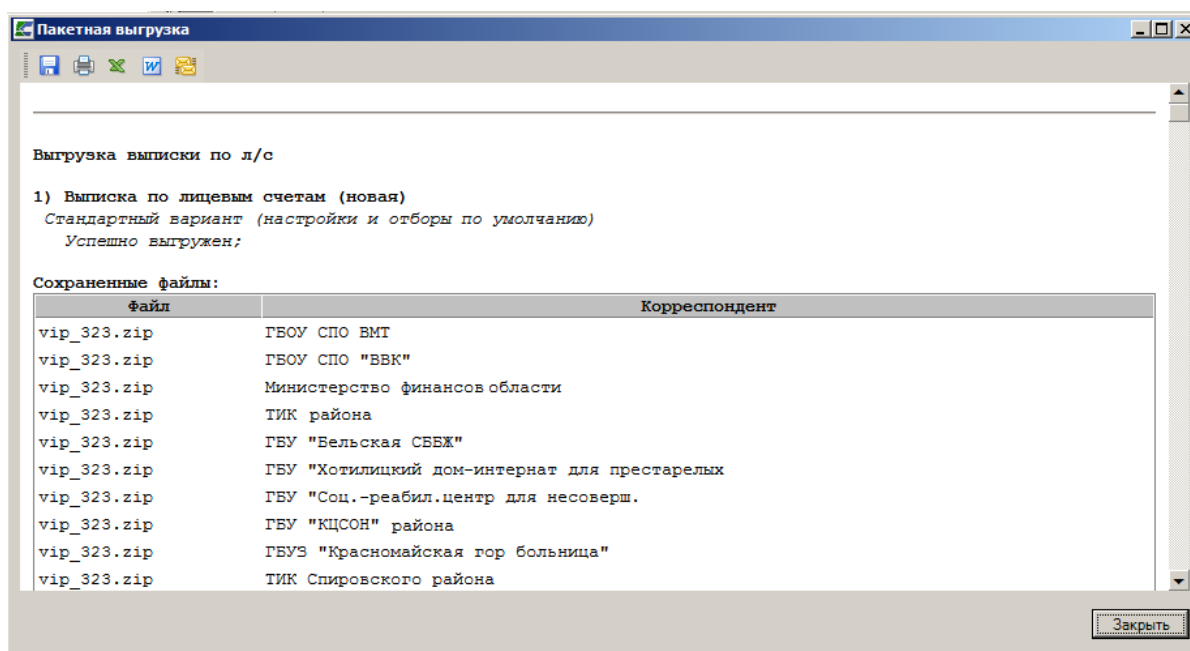 Пакетная выгрузка
Выгрузка выписки по л/с
1) Выписка по лицевым счетам (новая)
Стандартный вариант (настройки и отборы по умолчанию)
Успешно выгружен;
Сохраненные файлы:
Файл Корреспондент
vip_323.zip ГБОУ СПО ВМТ
vip_323.zip ГБОУ СПО "ВВК"
vip_323.zip Министерство финансов области
vip_323.zip ТИК района
vip_323.zip ГБУ "Бельская СББЖ"
vip_323.zip ГБУ "Хотилицкий дом-интернат для престарелых
vip_323.zip ГБУ "Соц.-реабил.центр для несоверш.
vip_323.zip ГБУ "КЦСОН" района
vip_323.zip ГБУЗ "Красномайская гор больница"
vip_323.zip ТИК Спировского района
Закрыть